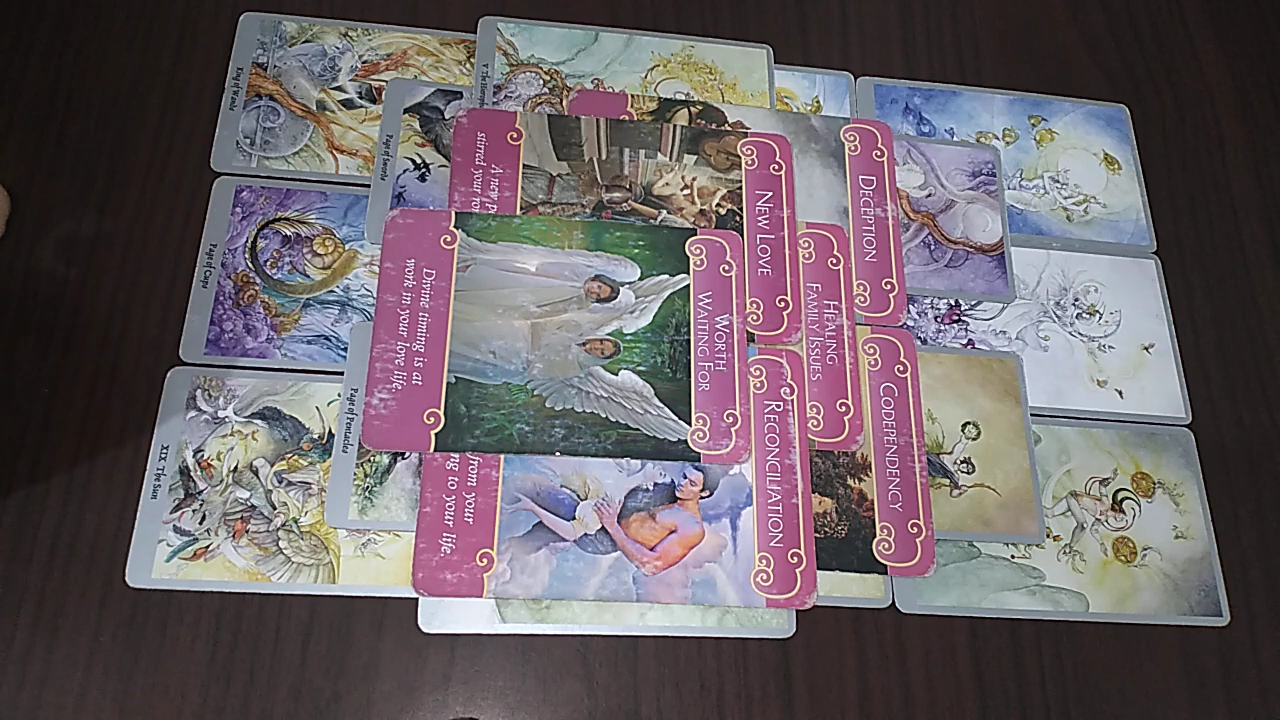 King of Wands
V The Hierophant
Page of Swords
Page of Cups
Page of Pentacles
XIX The Sun
DECEPTION
NEW LOVE
A new
stirred your
HEALING
FAMILY ISSUES
WORTH
WAITING FOR
Divine timing is at
work in your love life.
CODEPENDENCY
RECONCILIATION
from your
to your life.